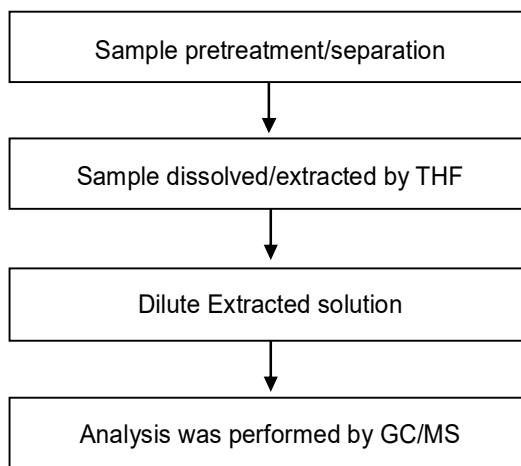 Sample pretreatment/separation
Sample dissolved/extracted by THF
Dilute Extracted solution
Analysis was performed by GC/MS